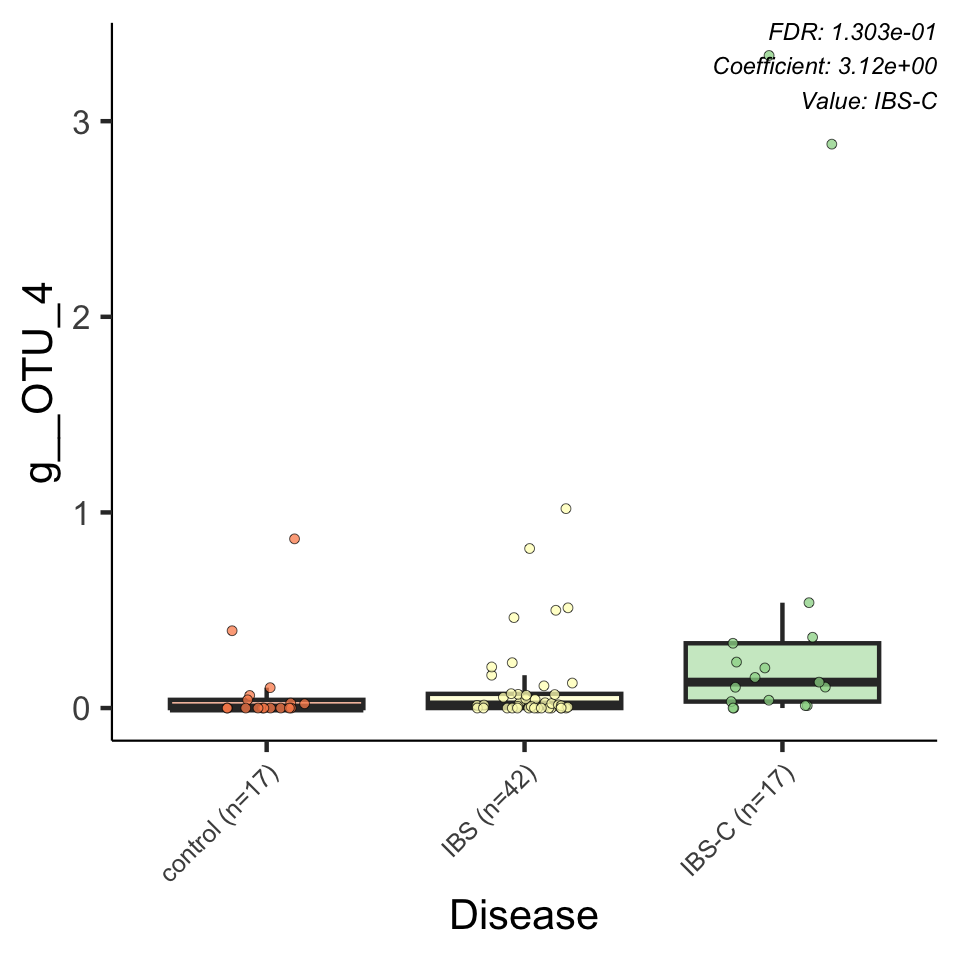 FDR: 1.303e-01
Coefficient: 3.12e+00
Value: IBS-C
3
2
1
0
g__OTU_4
control (n=17)
IBS (n=42)
IBS-C (n=17)
Disease